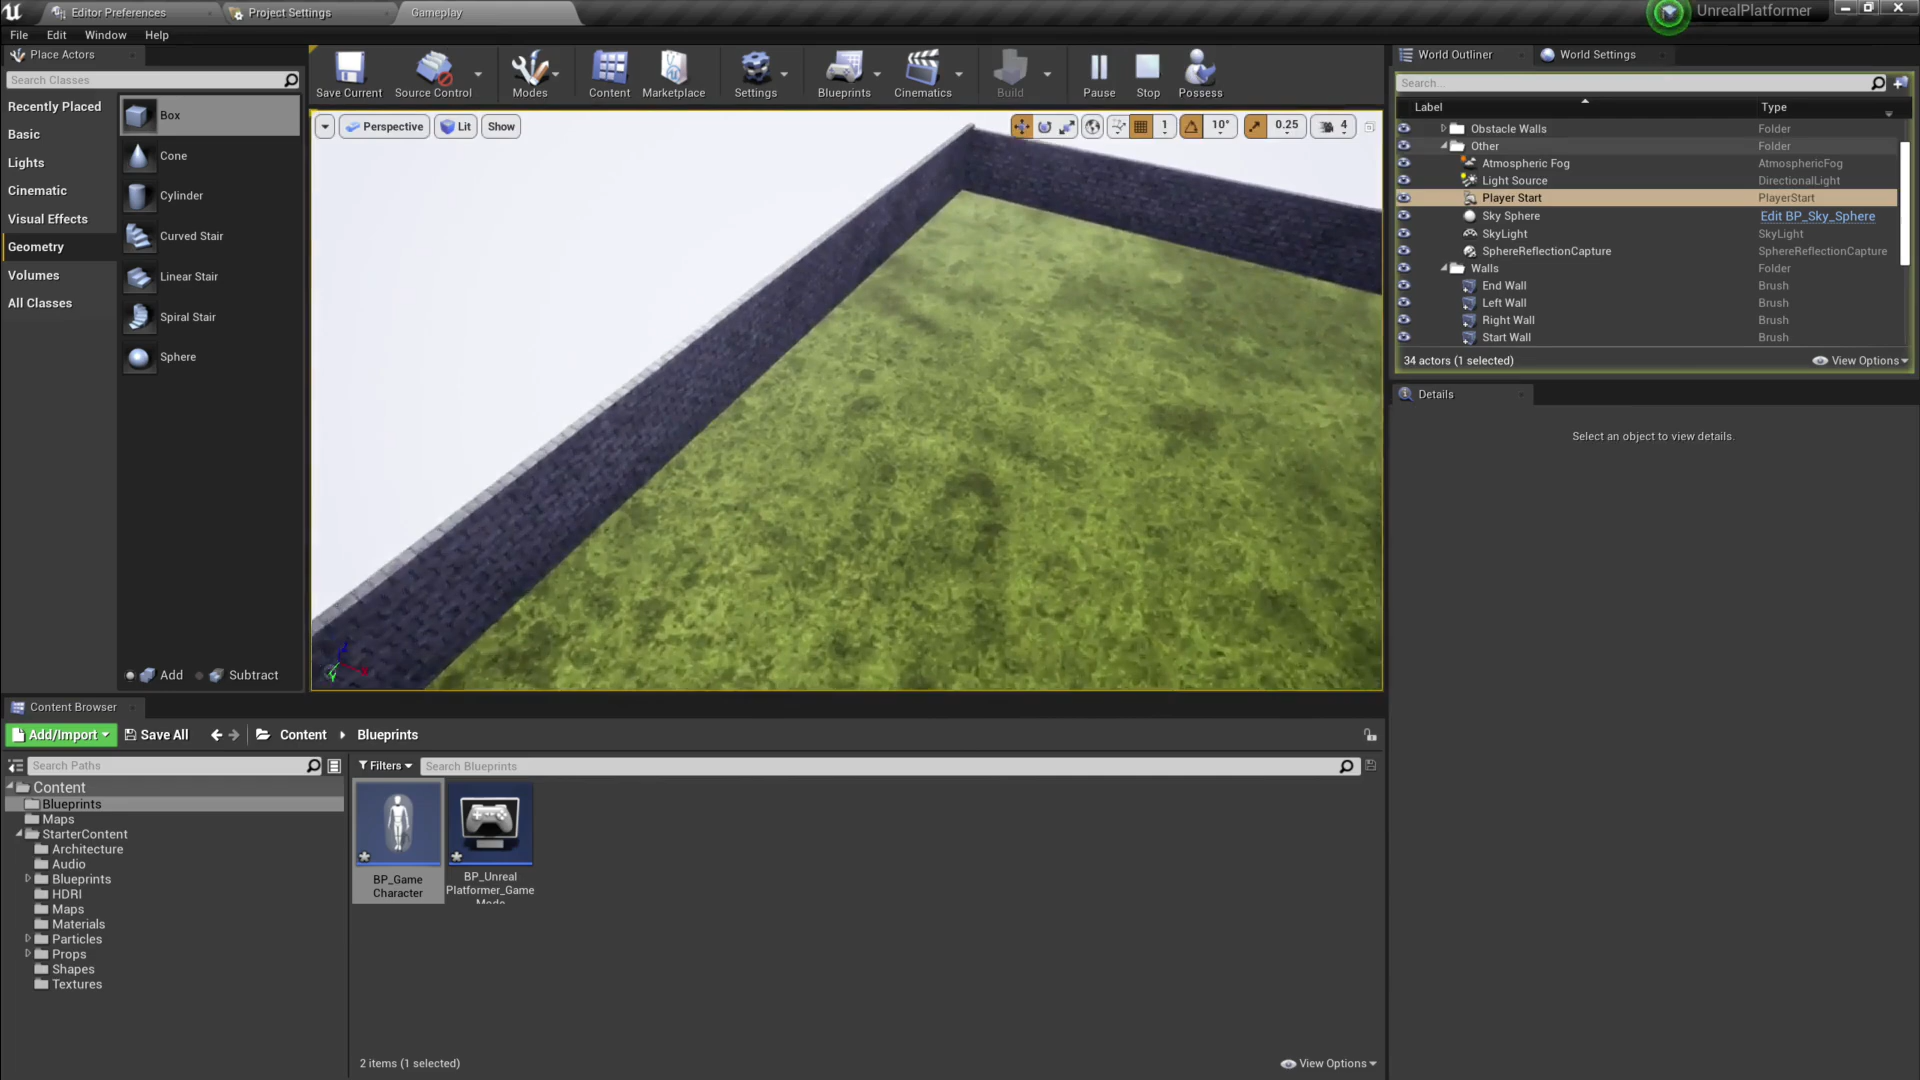 Editor Preferences
Project Settings
Gameplay
UnrealPlatformer
File Edit Window Help
Place Actors
Search Classes
Recently Placed
Basic
Lights
Cinematic
Visual Effects
Geometry
Volumes
All Classes
Box
Cone
Cylinder
Curved Stair
Linear Stair
Spiral Stair
Sphere
Add Subtract
Save Current
Source Control
Modes
Content
Marketplace
Settings
Blueprints
Cinematics
Build
Pause
Stop
Possess
Perspective
Lit
Show
1
10°
0.25
4
World Outliner
World Settings
Search...
Label Type
Obstacle Walls Folder
Other Folder
Atmospheric Fog AtmosphericFog
Light Source DirectionalLight
Player Start PlayerStart
Sky Sphere Edit BP_Sky_Sphere
SkyLight SkyLight
SphereReflectionCapture SphereReflectionCapture
Walls Folder
End Wall Brush
Left Wall Brush
Right Wall Brush
Start Wall Brush
34 actors (1 selected) View Options
Details
Select an object to view details.
Content Browser
Add/Import Save All Content Blueprints
Search Paths
Content
Blueprints
Maps
StarterContent
Architecture
Audio
Blueprints
HDRI
Maps
Materials
Particles
Props
Shapes
Textures
Filters
Search Blueprints
BP_Game
Character
BP_Unreal
Platformer_Game
Mode
2 items (1 selected) View Options